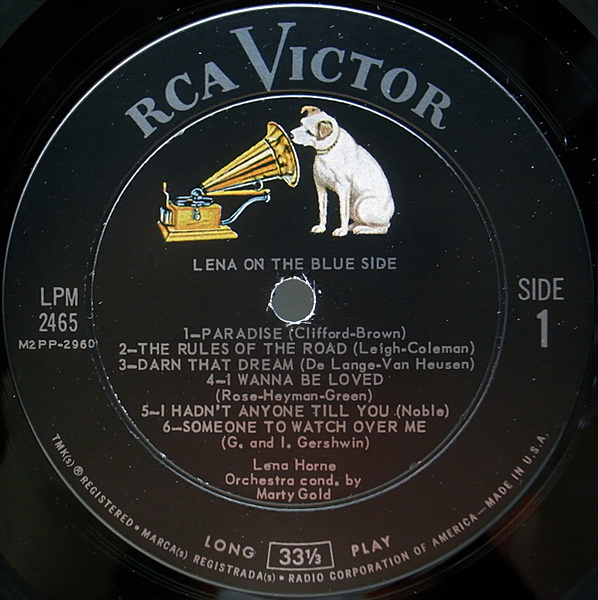 RCA VICTOR
LENA ON THE BLUE SIDE
LPM
2465
M2PP-2960
SIDE
1
1—PARADISE (Clifford-Brown)
2—THE RULES OF THE ROAD (Leigh-Coleman)
3—DARN THAT DREAM (De Lange-Van Heusen)
4—I WANNA BE LOVED
(Rose-Heyman-Green)
5—I HADN'T ANYONE TILL YOU (Noble)
6—SOMEONE TO WATCH OVER ME
(G. and I. Gershwin)
Lena Horne
Orchestra cond. by
Marty Gold
LONG 33⅓ PLAY
TMK(s) ® REGISTERED • MARCA(s) REGISTRADA(s) • RADIO CORPORATION OF AMERICA—MADE IN U.S.A.